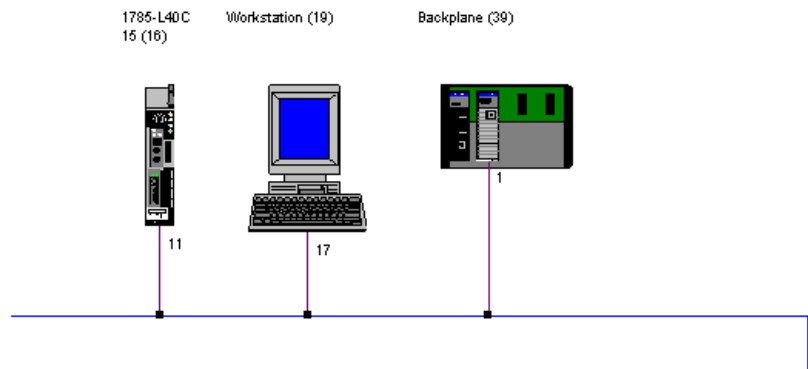 1785-L40C
15 (16)
Workstation (19)
Backplane (39)
11
17
1